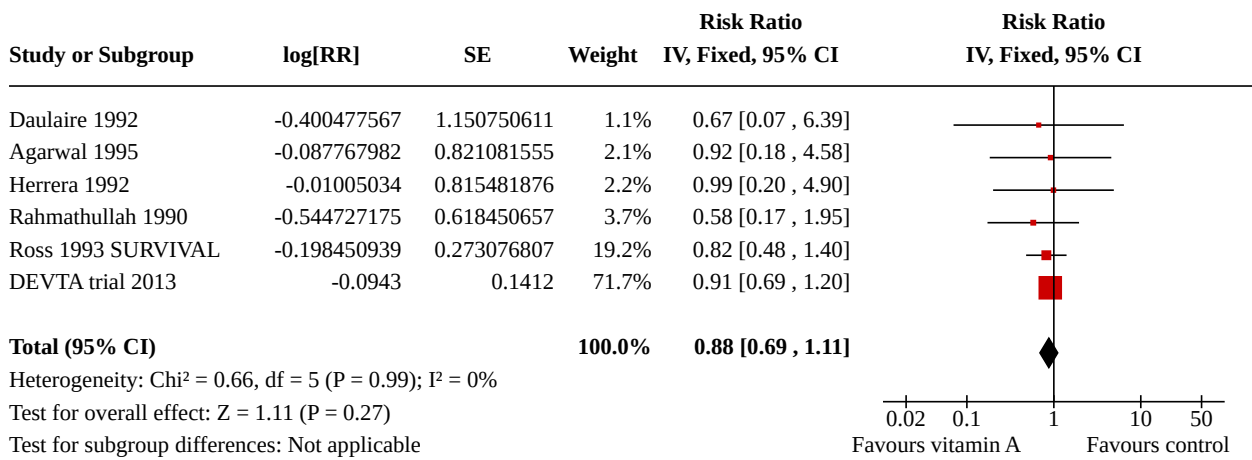 Risk Ratio Risk Ratio
Study or Subgroup log[RR] SE Weight IV, Fixed, 95% CI IV, Fixed, 95% CI
Daulaire 1992 -0.400477567 1.150750611 1.1% 0.67 [0.07 , 6.39]
Agarwal 1995 -0.087767982 0.821081555 2.1% 0.92 [0.18 , 4.58]
Herrera 1992 -0.01005034 0.815481876 2.2% 0.99 [0.20 , 4.90]
Rahmathullah 1990 -0.544727175 0.618450657 3.7% 0.58 [0.17 , 1.95]
Ross 1993 SURVIVAL -0.198450939 0.273076807 19.2% 0.82 [0.48 , 1.40]
DEVTA trial 2013 -0.0943 0.1412 71.7% 0.91 [0.69 , 1.20]
Total (95% CI) 100.0% 0.88 [0.69 , 1.11]
Heterogeneity: Chi² = 0.66, df = 5 (P = 0.99); I² = 0%
Test for overall effect: Z = 1.11 (P = 0.27)
Test for subgroup differences: Not applicable
0.02 0.1 1 10 50
Favours vitamin A Favours control